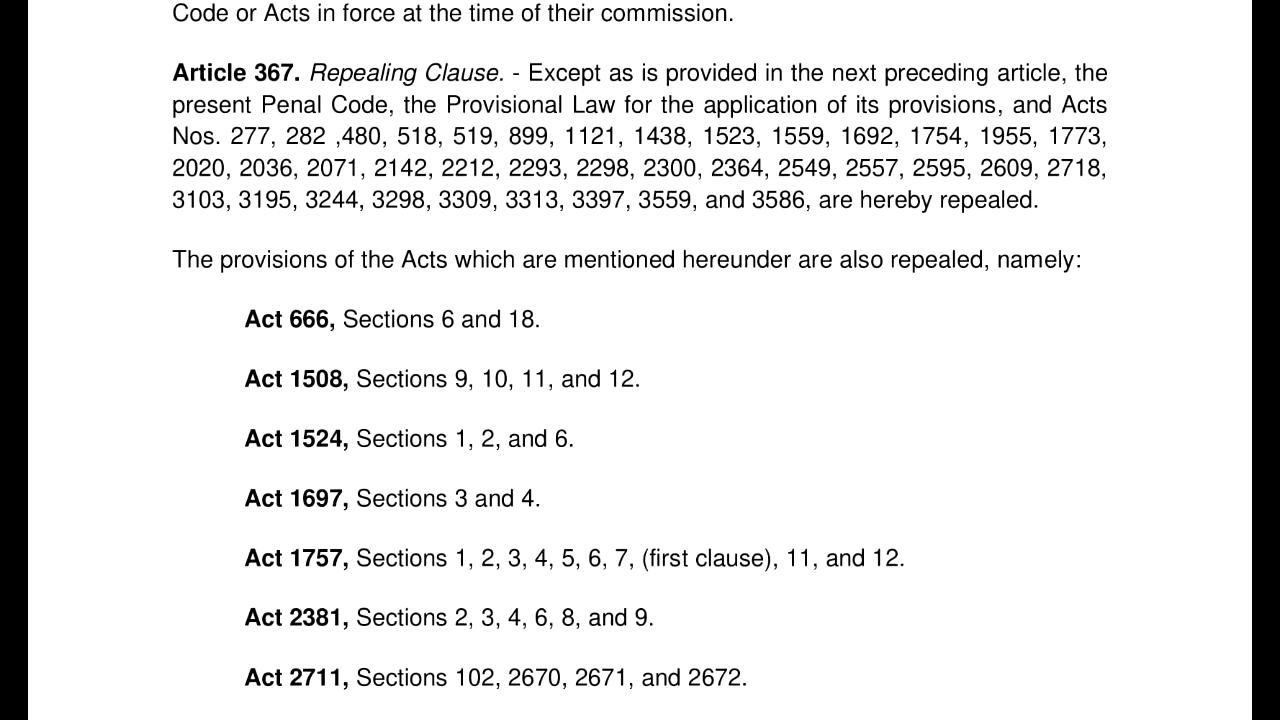 Code or Acts in force at the time of their commission.
Article 367. Repealing Clause. - Except as is provided in the next preceding article, the
present Penal Code, the Provisional Law for the application of its provisions, and Acts
Nos. 277, 282 ,480, 518, 519, 899, 1121, 1438, 1523, 1559, 1692, 1754, 1955, 1773,
2020, 2036, 2071, 2142, 2212, 2293, 2298, 2300, 2364, 2549, 2557, 2595, 2609, 2718,
3103, 3195, 3244, 3298, 3309, 3313, 3397, 3559, and 3586, are hereby repealed.
The provisions of the Acts which are mentioned hereunder are also repealed, namely:
Act 666, Sections 6 and 18.
Act 1508, Sections 9, 10, 11, and 12.
Act 1524, Sections 1, 2, and 6.
Act 1697, Sections 3 and 4.
Act 1757, Sections 1, 2, 3, 4, 5, 6, 7, (first clause), 11, and 12.
Act 2381, Sections 2, 3, 4, 6, 8, and 9.
Act 2711, Sections 102, 2670, 2671, and 2672.